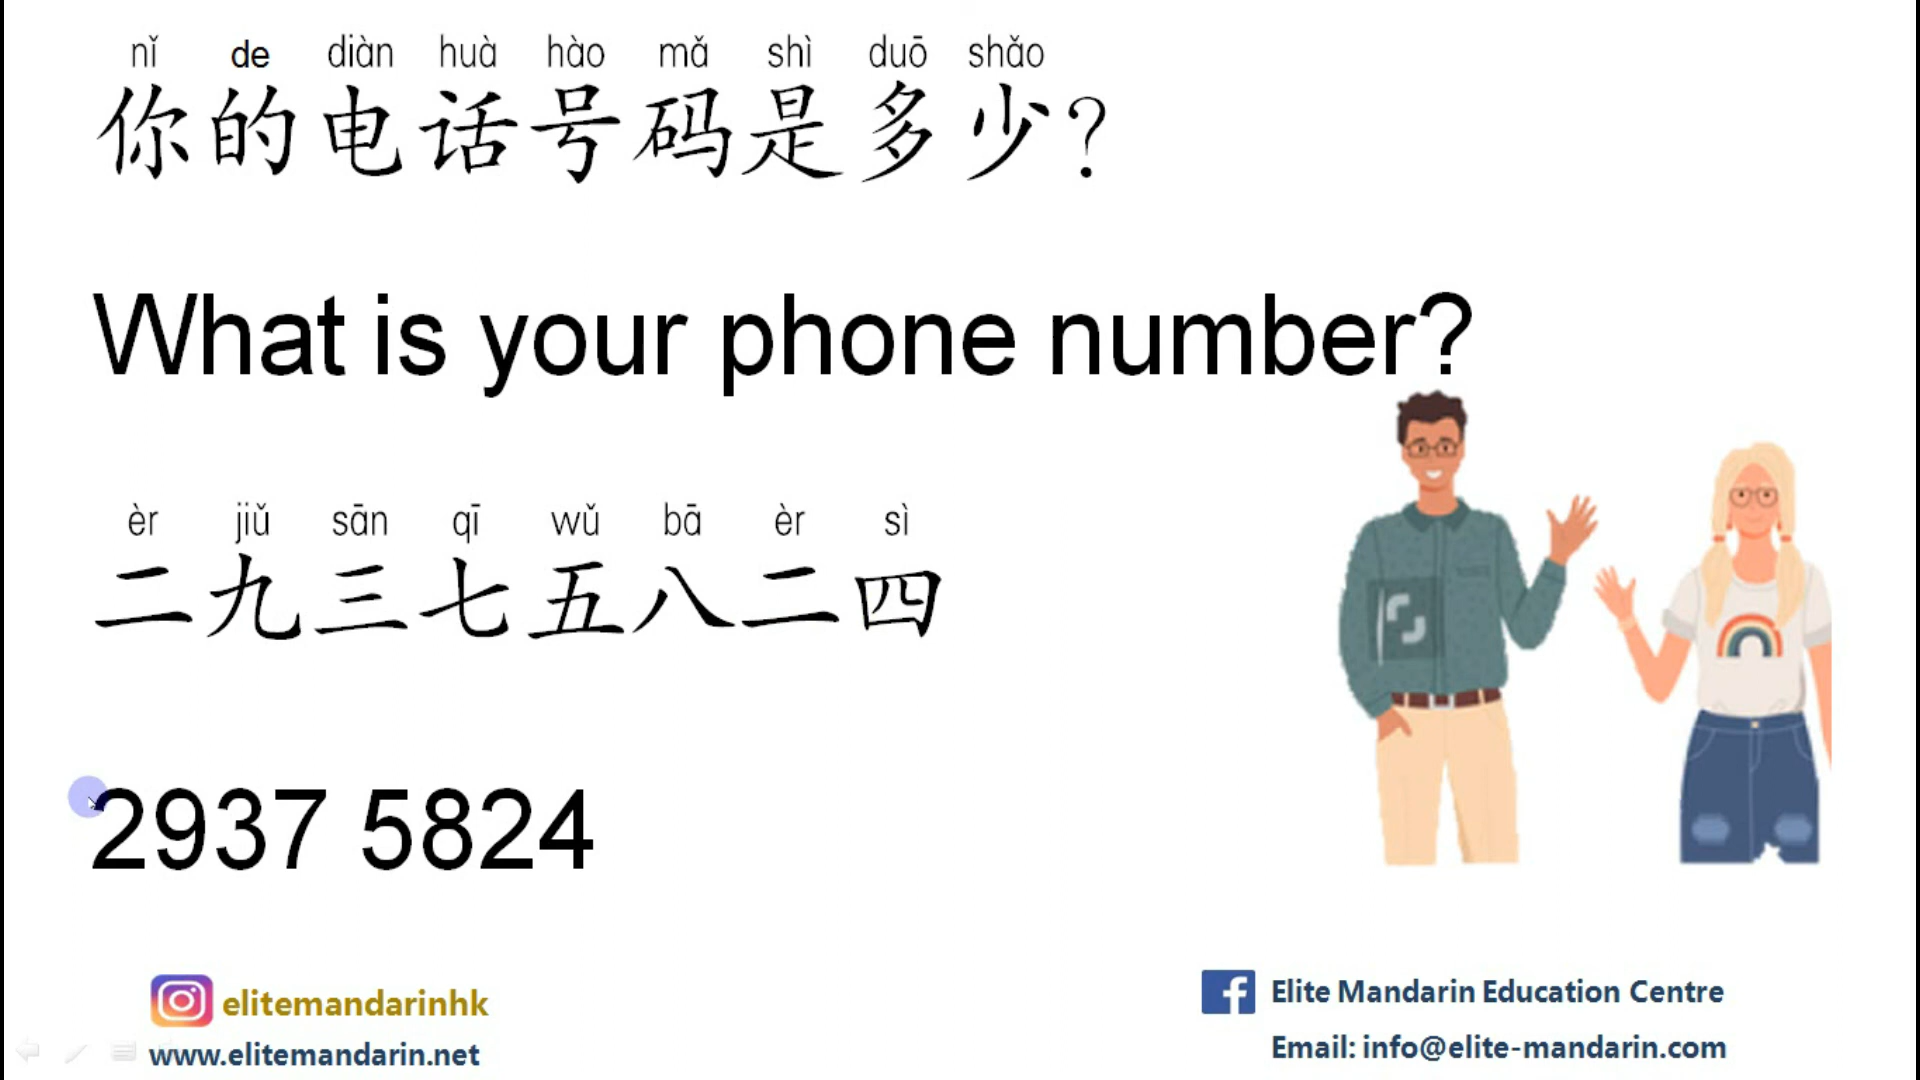 nǐ de diàn huà hào mǎ shì duō shǎo
你的电话号码是多少?
What is your phone number?
èr jiǔ sān qī wǔ bā èr sì
二九三七五八二四
2937 5824
elitemandarinhk
www.elitemandarin.net
Elite Mandarin Education Centre
Email: info@elite-mandarin.com